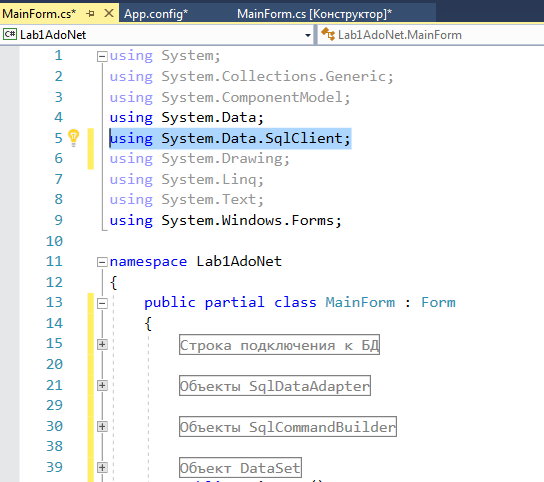 MainForm.cs* App.config* MainForm.cs [Конструктор]*
C# Lab1AdoNet Lab1AdoNet.MainForm
1 using System;
2 using System.Collections.Generic;
3 using System.ComponentModel;
4 using System.Data;
5 using System.Data.SqlClient;
6 using System.Drawing;
7 using System.Linq;
8 using System.Text;
9 using System.Windows.Forms;
10
11 namespace Lab1AdoNet
12 {
13 public partial class MainForm : Form
14 {
15 Строка подключения к БД
20
21 Объекты SqlDataAdapter
29
30 Объекты SqlCommandBuilder
38
39 Объект DataSet